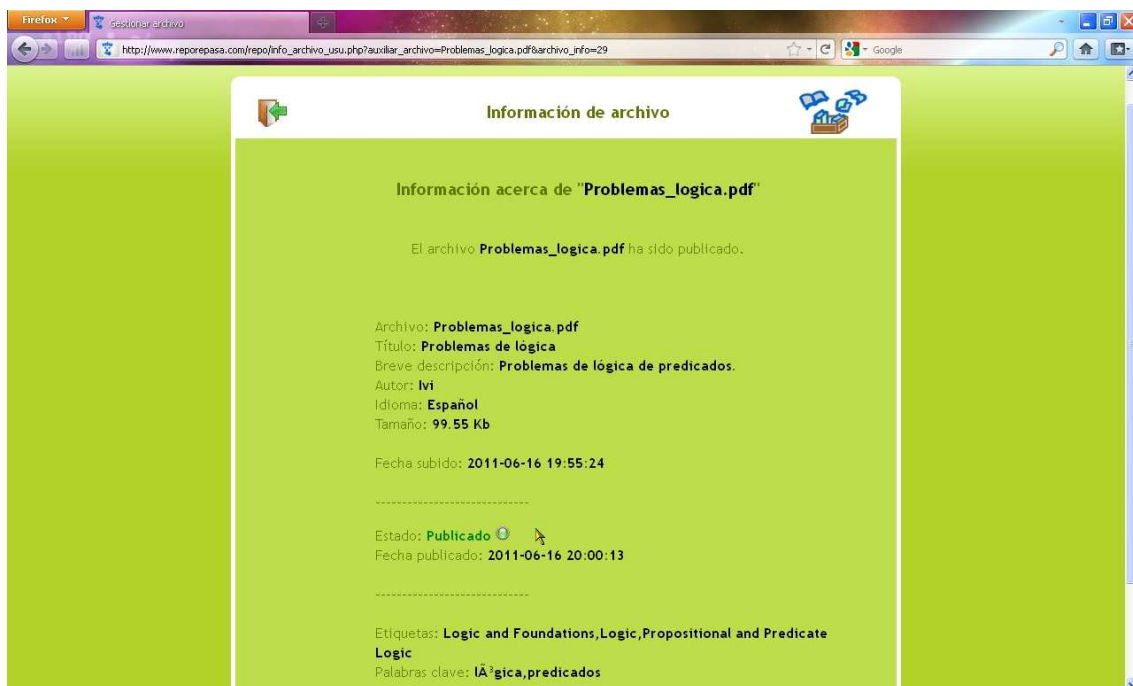 Firefox
Gestionar archivo
http://www.reporepasa.com/repo/info_archivo_usu.php?auxiliar_archivo=Problemas_logica.pdf&archivo_info=29
Google
Información de archivo
Información acerca de "Problemas_logica.pdf"
El archivo Problemas_logica.pdf ha sido publicado.
Archivo: Problemas_logica.pdf
Título: Problemas de lógica
Breve descripción: Problemas de lógica de predicados.
Autor: Ivi
Idioma: Español
Tamaño: 99.55 Kb
Fecha subido: 2011-06-16 19:55:24
-----------------------------
Estado: Publicado
Fecha publicado: 2011-06-16 20:00:13
-----------------------------
Etiquetas: Logic and Foundations,Logic,Propositional and Predicate
Logic
Palabras clave: lÃ³gica,predicados